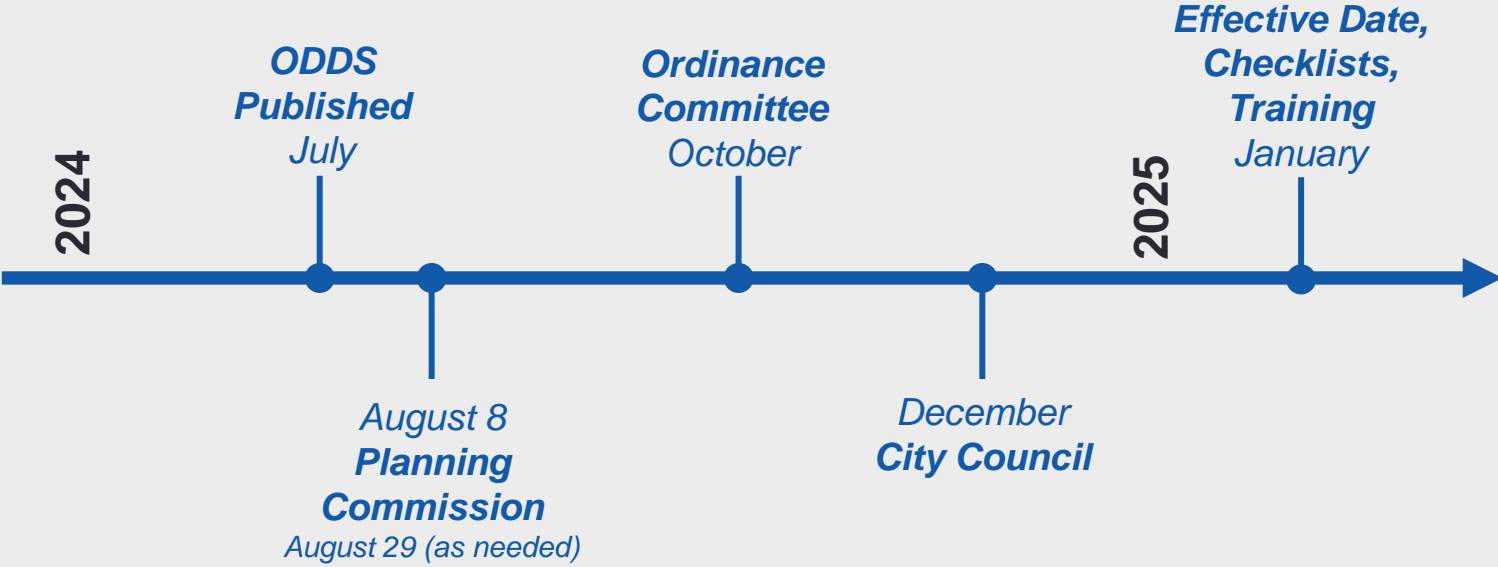 2024
ODDS
Published
July
August 8
Planning
Commission
August 29 (as needed)
Ordinance
Committee
October
December
City Council
2025
Effective Date,
Checklists,
Training
January